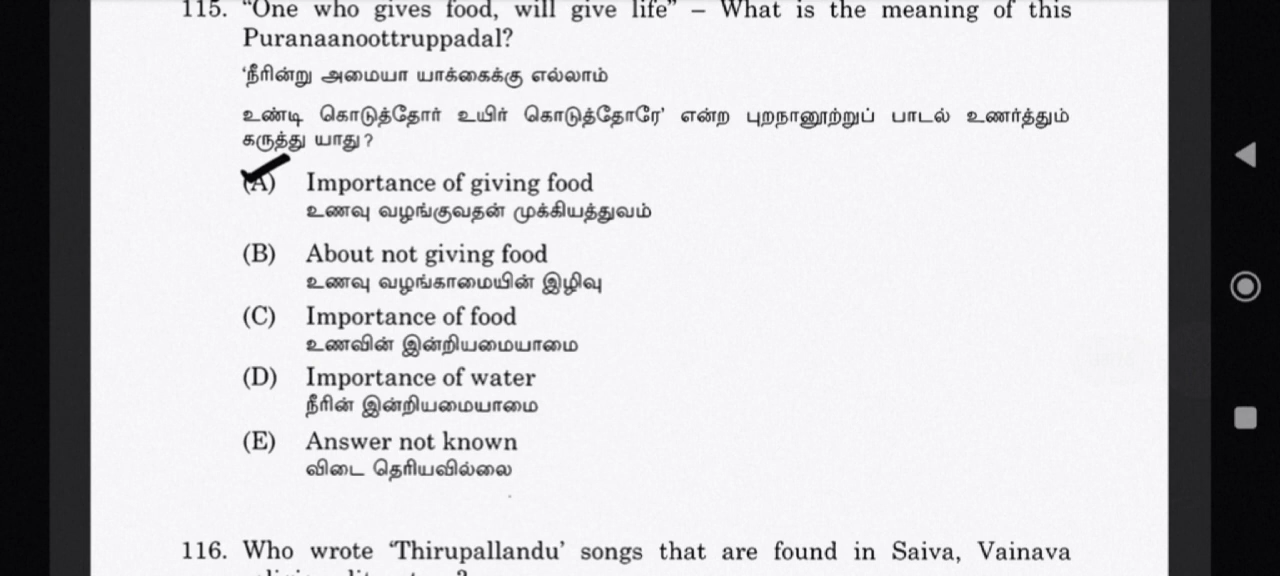 115. “One who gives food, will give life” – What is the meaning of this
Puranaanoottruppadal?
‘நீரின்று அமையா யாக்கைக்கு எல்லாம்
உண்டி கொடுத்தோர் உயிர் கொடுத்தோரே’ என்ற புறநானூற்றுப் பாடல் உணர்த்தும்
கருத்து யாது?
(A) Importance of giving food
உணவு வழங்குவதன் முக்கியத்துவம்
(B) About not giving food
உணவு வழங்காமையின் இழிவு
(C) Importance of food
உணவின் இன்றியமையாமை
(D) Importance of water
நீரின் இன்றியமையாமை
(E) Answer not known
விடை தெரியவில்லை
116. Who wrote ‘Thirupallandu’ songs that are found in Saiva, Vainava